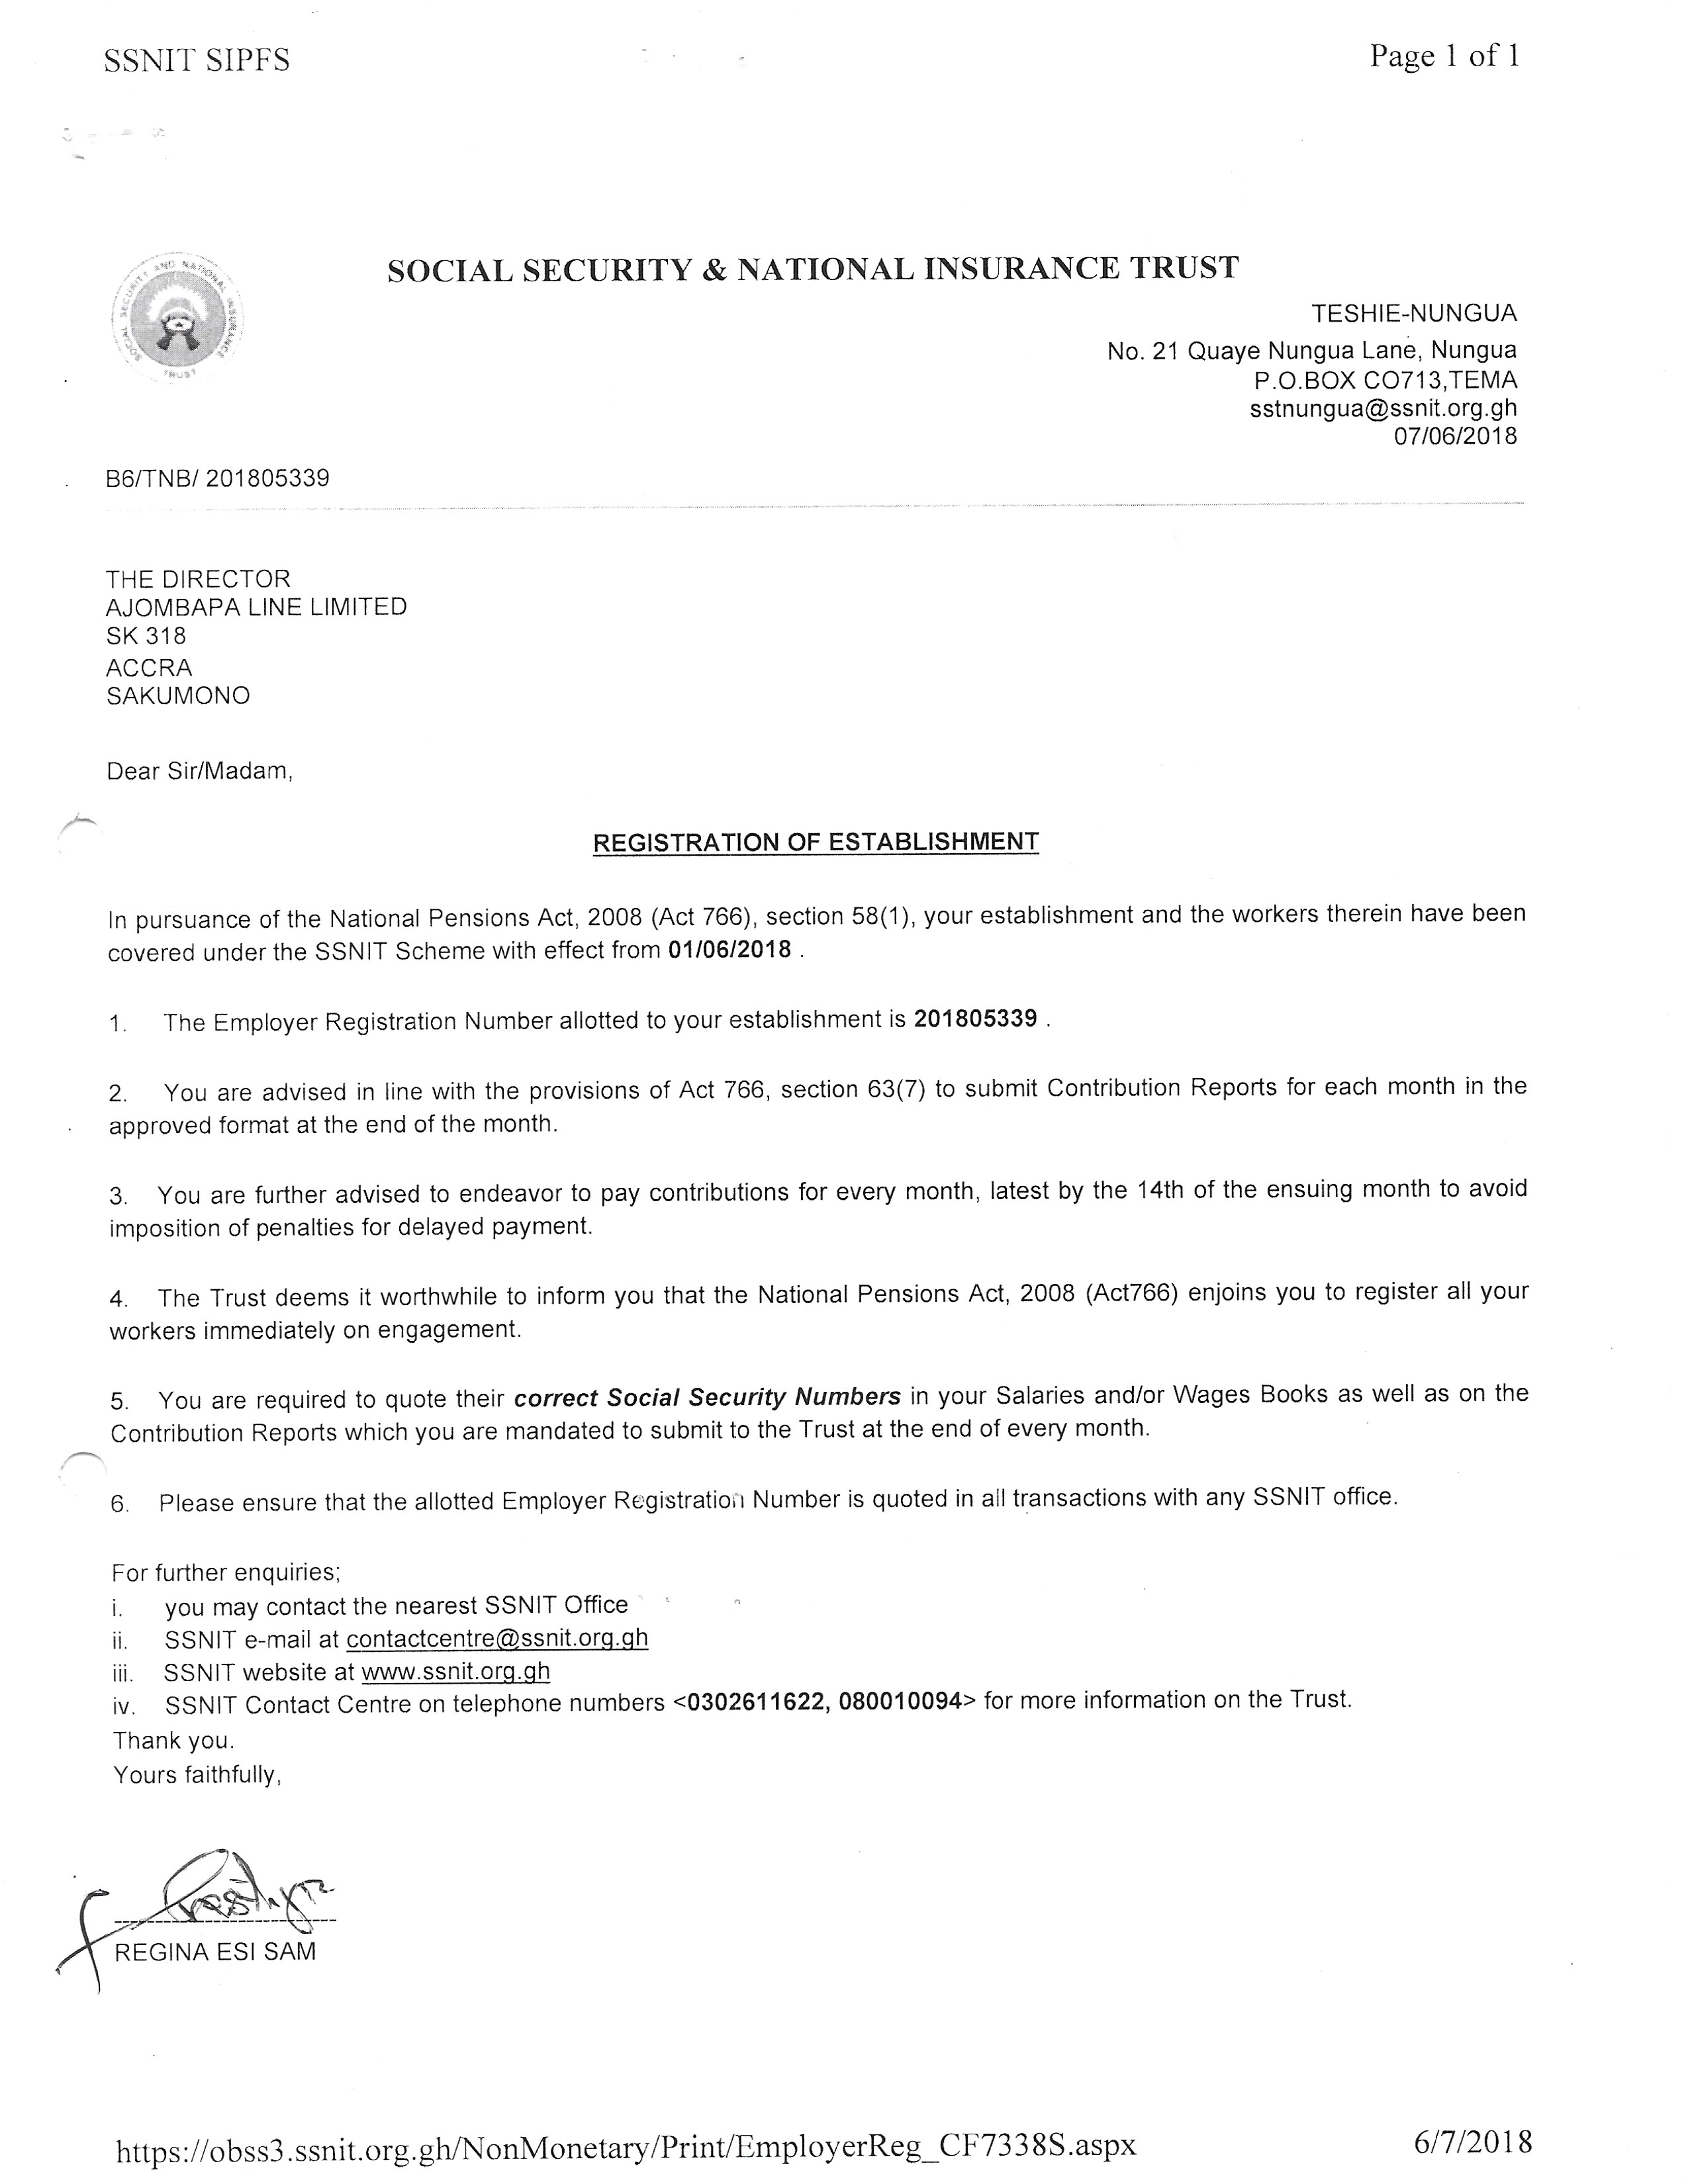 SSNIT SIPFS
Page 1 of 1
SOCIAL SECURITY AND NATIONAL INSURANCE TRUST
SOCIAL SECURITY & NATIONAL INSURANCE TRUST
TESHIE-NUNGUA
No. 21 Quaye Nungua Lane, Nungua
P.O.BOX CO713,TEMA
sstnungua@ssnit.org.gh
07/06/2018
B6/TNB/ 201805339
THE DIRECTOR
AJOMBAPA LINE LIMITED
SK 318
ACCRA
SAKUMONO
Dear Sir/Madam,
REGISTRATION OF ESTABLISHMENT
In pursuance of the National Pensions Act, 2008 (Act 766), section 58(1), your establishment and the workers therein have been
covered under the SSNIT Scheme with effect from 01/06/2018 .
1. The Employer Registration Number allotted to your establishment is 201805339 .
2. You are advised in line with the provisions of Act 766, section 63(7) to submit Contribution Reports for each month in the
approved format at the end of the month.
3. You are further advised to endeavor to pay contributions for every month, latest by the 14th of the ensuing month to avoid
imposition of penalties for delayed payment.
4. The Trust deems it worthwhile to inform you that the National Pensions Act, 2008 (Act766) enjoins you to register all your
workers immediately on engagement.
5. You are required to quote their correct Social Security Numbers in your Salaries and/or Wages Books as well as on the
Contribution Reports which you are mandated to submit to the Trust at the end of every month.
6. Please ensure that the allotted Employer Registration Number is quoted in all transactions with any SSNIT office.
For further enquiries;
i. you may contact the nearest SSNIT Office
ii. SSNIT e-mail at contactcentre@ssnit.org.gh
iii. SSNIT website at www.ssnit.org.gh
iv. SSNIT Contact Centre on telephone numbers <0302611622, 080010094> for more information on the Trust.
Thank you.
Yours faithfully,
REGINA ESI SAM
https://obss3.ssnit.org.gh/NonMonetary/Print/EmployerReg_CF7338S.aspx
6/7/2018